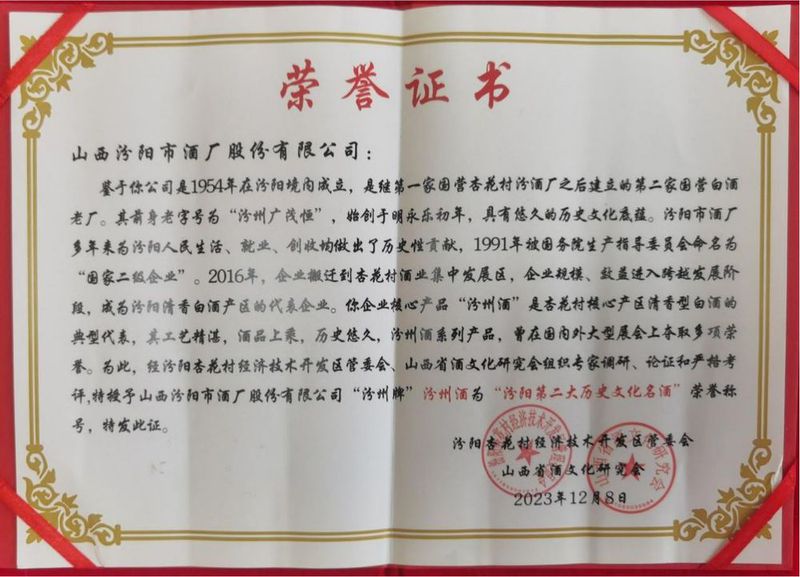 荣誉证书
山西汾阳市酒厂股份有限公司：
鉴于你公司是1954年在汾阳境内成立，是继第一家国营杏花村汾酒厂之后建立的第二家国营白酒
老厂。其前身老字号为“汾州广茂恒”，始创于明永乐初年，具有悠久的历史文化底蕴。汾阳市酒厂
多年来为汾阳人民生活、就业、创收均做出了历史性贡献，1991年被国务院生产指导委员会命名为
“国家二级企业”。2016年，企业搬迁到杏花村酒业集中发展区，企业规模、效益进入跨越发展阶
段，成为汾阳清香白酒产区的代表企业。你企业核心产品“汾州酒”是杏花村核心产区清香型白酒的
典型代表，其工艺精湛，酒品上乘，历史悠久，汾州酒系列产品，曾在国内外大型展会上夺取多项荣
誉。为此，经汾阳杏花村经济技术开发区管委会、山西省酒文化研究会组织专家调研、论证和严格考
评,特授予山西汾阳市酒厂股份有限公司“汾州牌”汾州酒为“汾阳第二大历史文化名酒”荣誉称
号，特发此证。
汾阳杏花村经济技术开发区管委会
山西省酒文化研究会
2023年12月8日